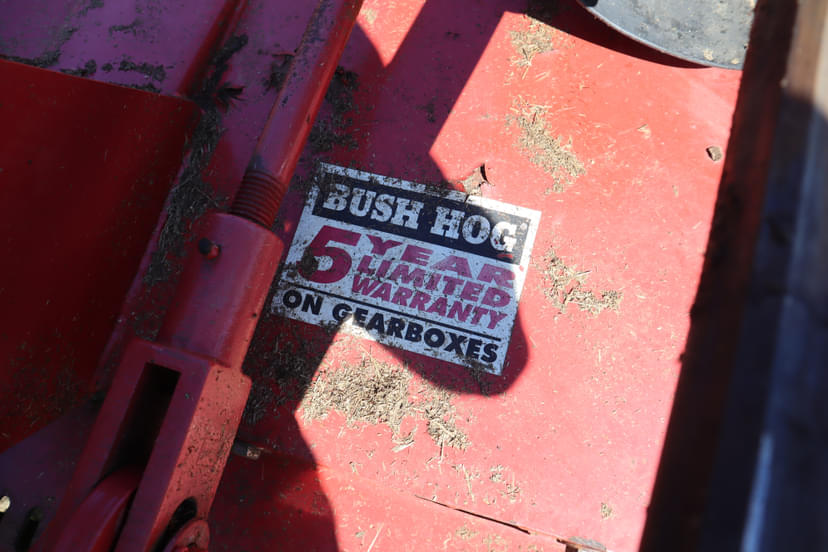 BUSH HOG
5 YEAR
LIMITED
WARRANTY
ON GEARBOXES